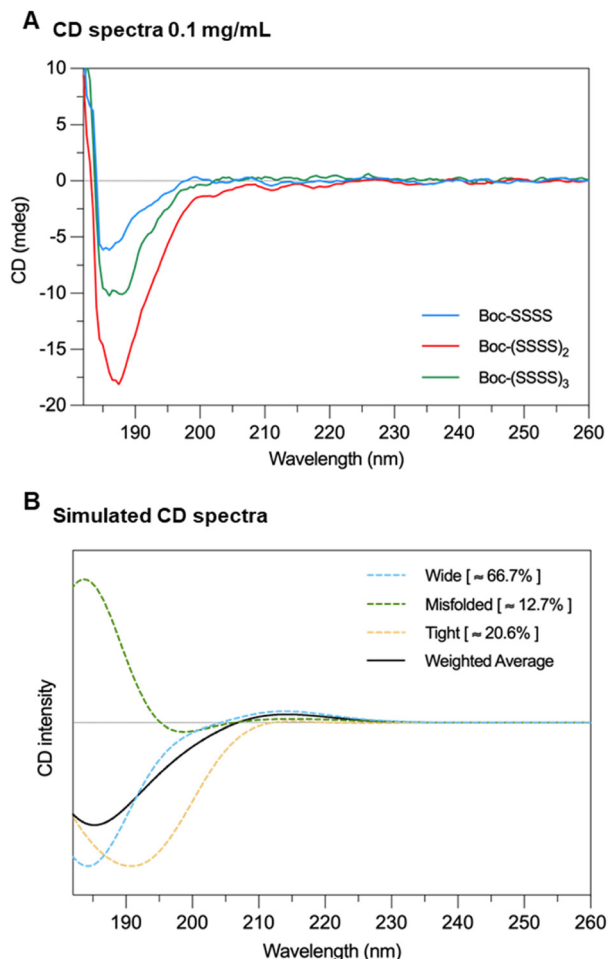 A CD spectra 0.1 mg/mL
10
5
0
-5
-10
-15
-20
CD (mdeg)
Boc-SSSS
Boc-(SSSS)2
Boc-(SSSS)3
190 200 210 220 230 240 250 260
Wavelength (nm)
B Simulated CD spectra
Wide [ ≈ 66.7% ]
Misfolded [ ≈ 12.7% ]
Tight [ ≈ 20.6% ]
Weighted Average
CD intensity
190 200 210 220 230 240 250 260
Wavelength (nm)